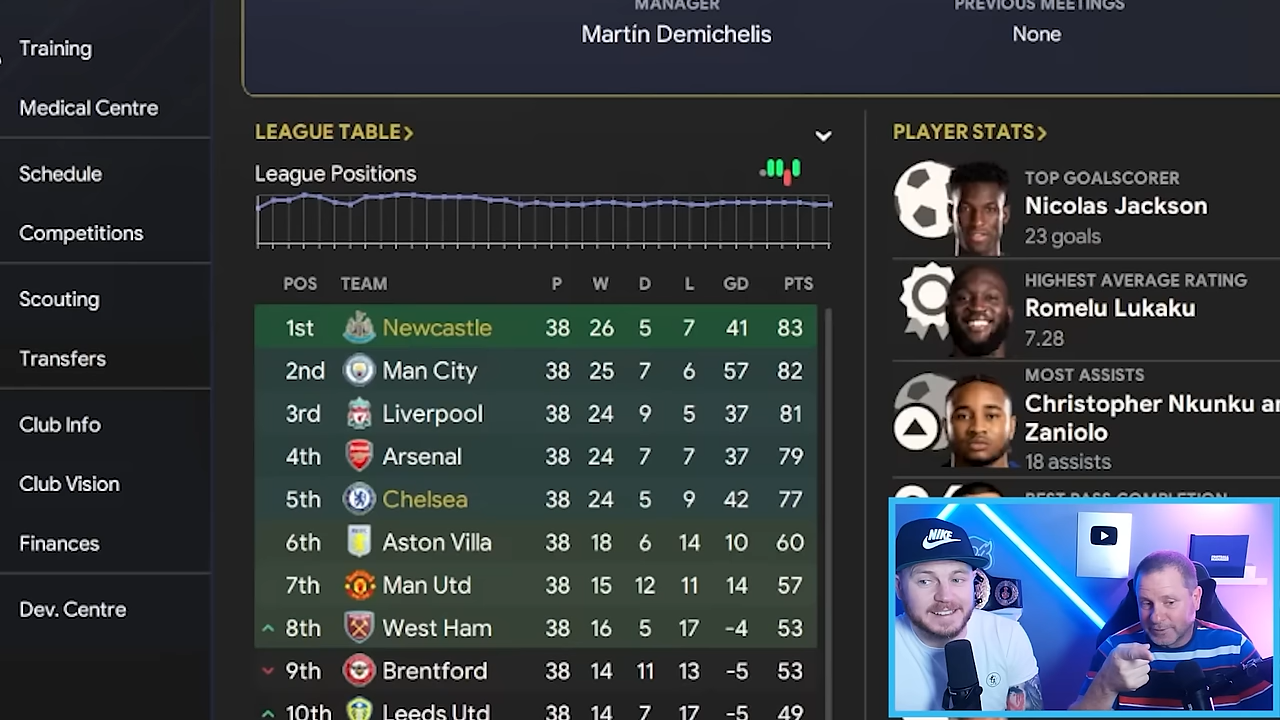 MANAGER
PREVIOUS MEETINGS
Martín Demichelis
None
Training
Medical Centre
Schedule
Competitions
Scouting
Transfers
Club Info
Club Vision
Finances
Dev. Centre
LEAGUE TABLE
League Positions
POS TEAM P W D L GD PTS
1st Newcastle 38 26 5 7 41 83
2nd Man City 38 25 7 6 57 82
3rd Liverpool 38 24 9 5 37 81
4th Arsenal 38 24 7 7 37 79
5th Chelsea 38 24 5 9 42 77
6th Aston Villa 38 18 6 14 10 60
7th Man Utd 38 15 12 11 14 57
8th West Ham 38 16 5 17 -4 53
9th Brentford 38 14 11 13 -5 53
10th Leeds Utd 38 14 7 17 -5 49
PLAYER STATS
TOP GOALSCORER
Nicolas Jackson
23 goals
HIGHEST AVERAGE RATING
Romelu Lukaku
7.28
MOST ASSISTS
Christopher Nkunku an
Zaniolo
18 assists
BEST PASS COMPLETION
NIKE